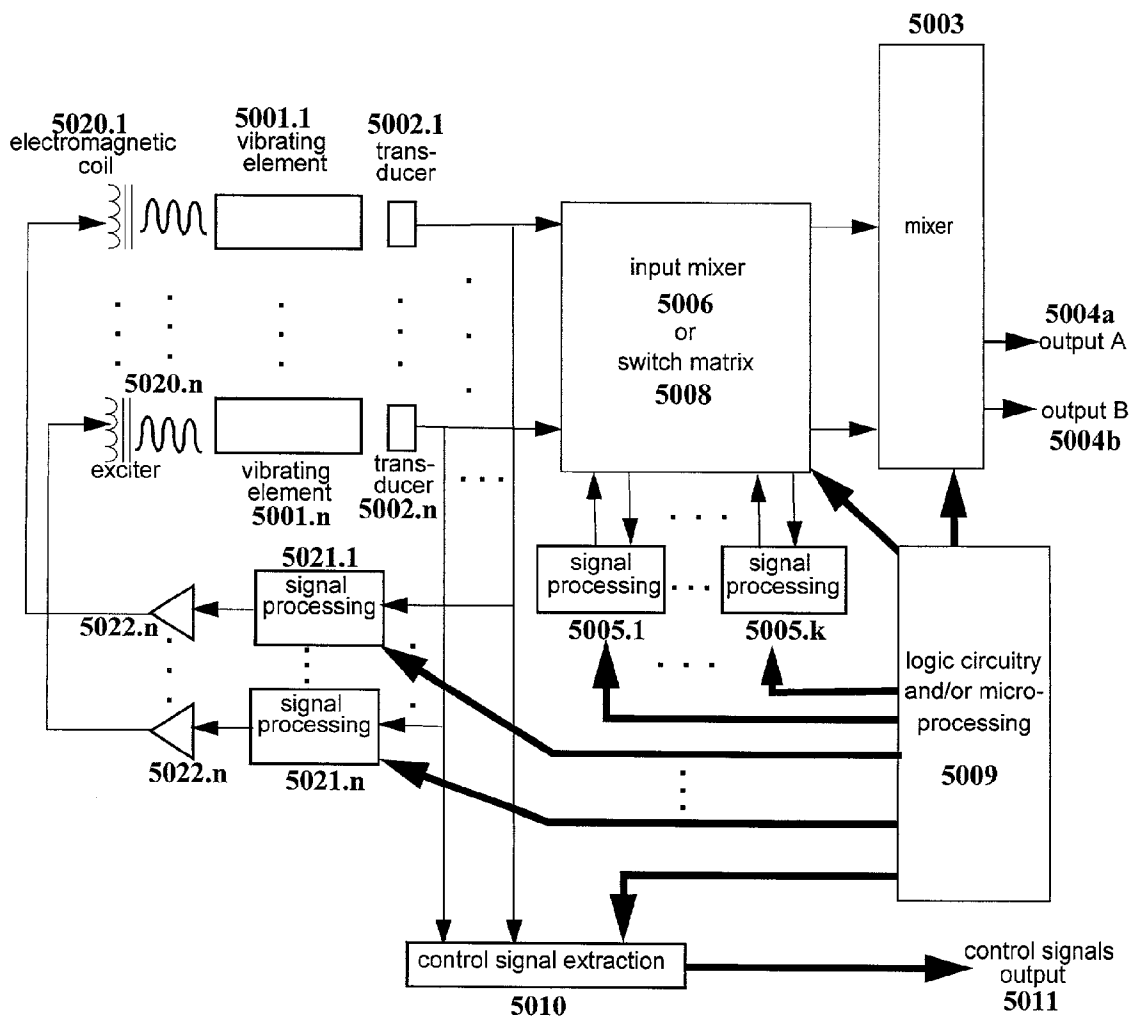 5003
5020.1
electromagnetic
coil
5001.1
vibrating
element
5002.1
trans-
ducer
input mixer
5006
or
switch matrix
5008
mixer
5004a
output A
output B
5004b
5020.n
exciter
vibrating
element
5001.n
trans-
ducer
5002.n
5021.1
signal
processing
5022.n
signal
processing
5022.n
5021.n
signal
processing
5005.1
signal
processing
5005.k
logic circuitry
and/or micro-
processing
5009
control signal extraction
5010
control signals
output
5011